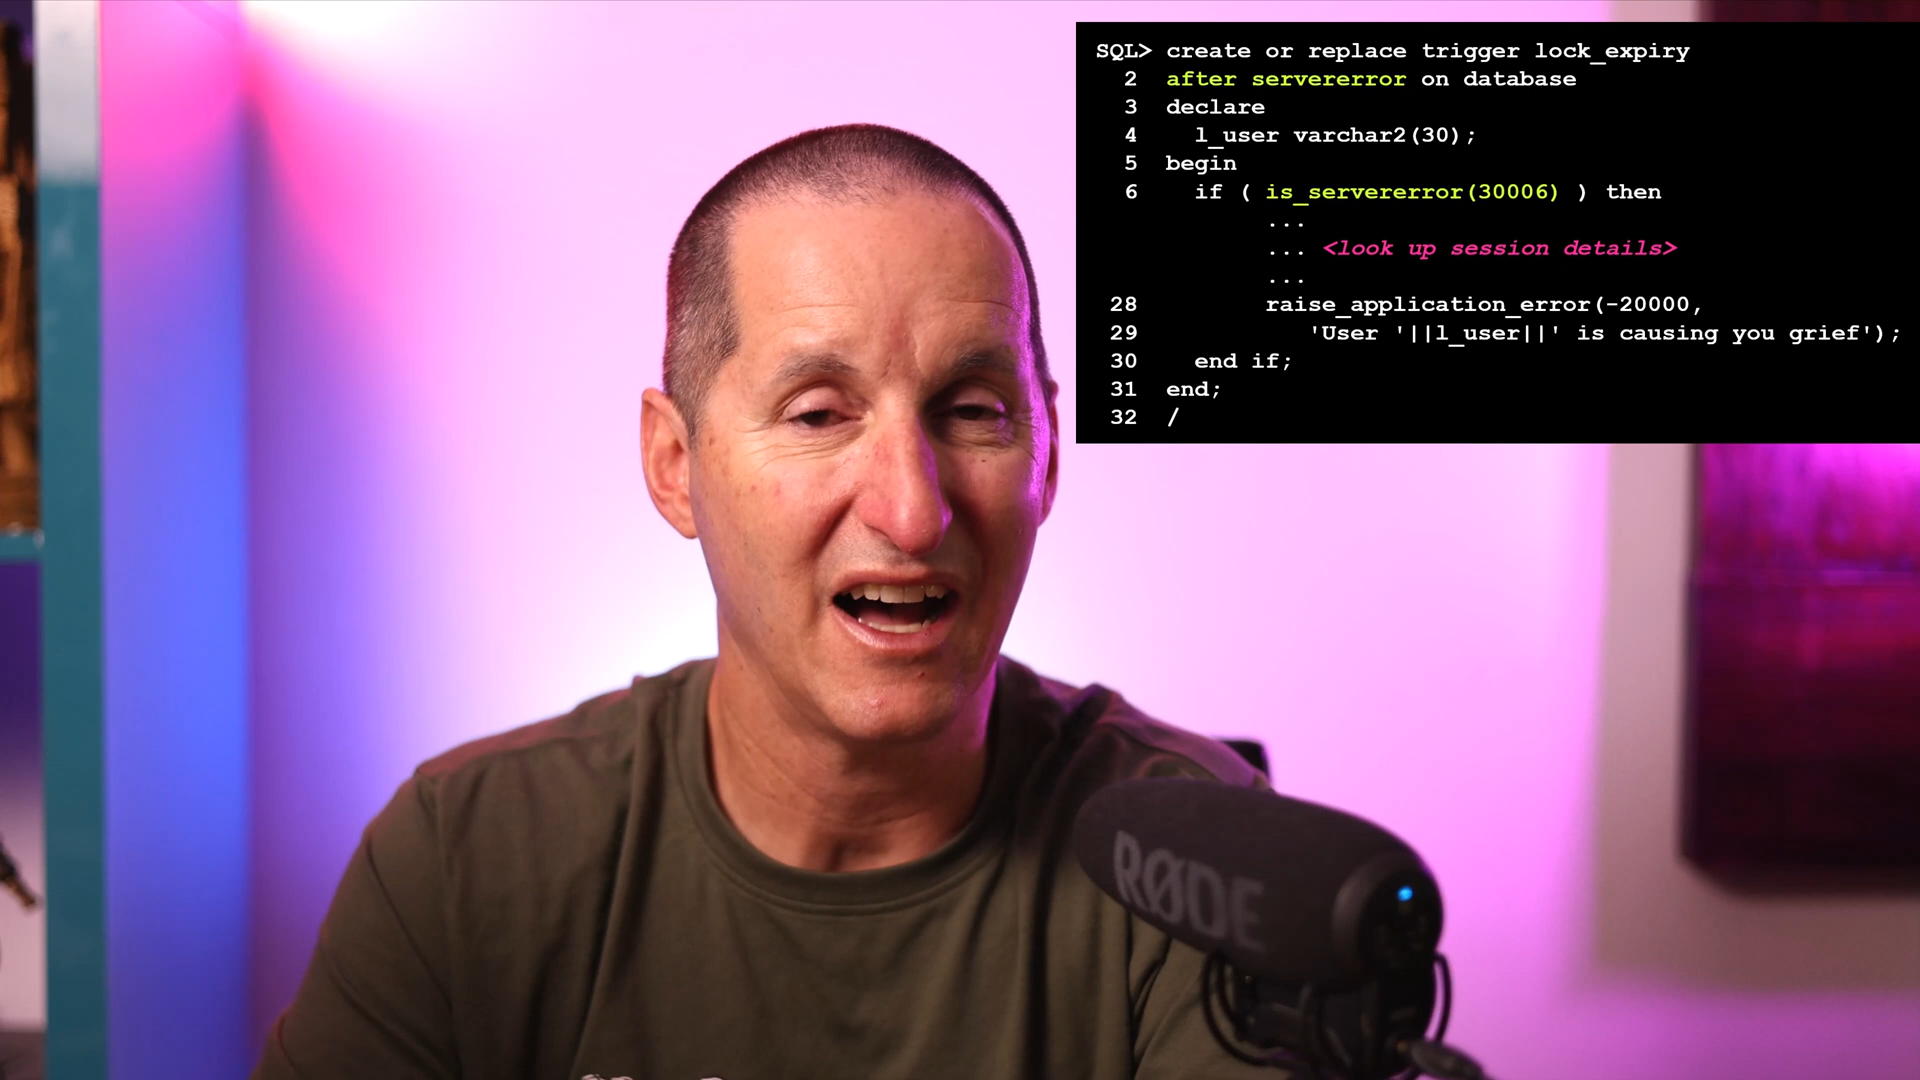 SQL> create or replace trigger lock_expiry
2 after servererror on database
3 declare
4 l_user varchar2(30);
5 begin
6 if ( is_servererror(30006) ) then
...
... <look up session details>
...
28 raise_application_error(-20000,
29 'User '||l_user||' is causing you grief');
30 end if;
31 end;
32 /
RØDE